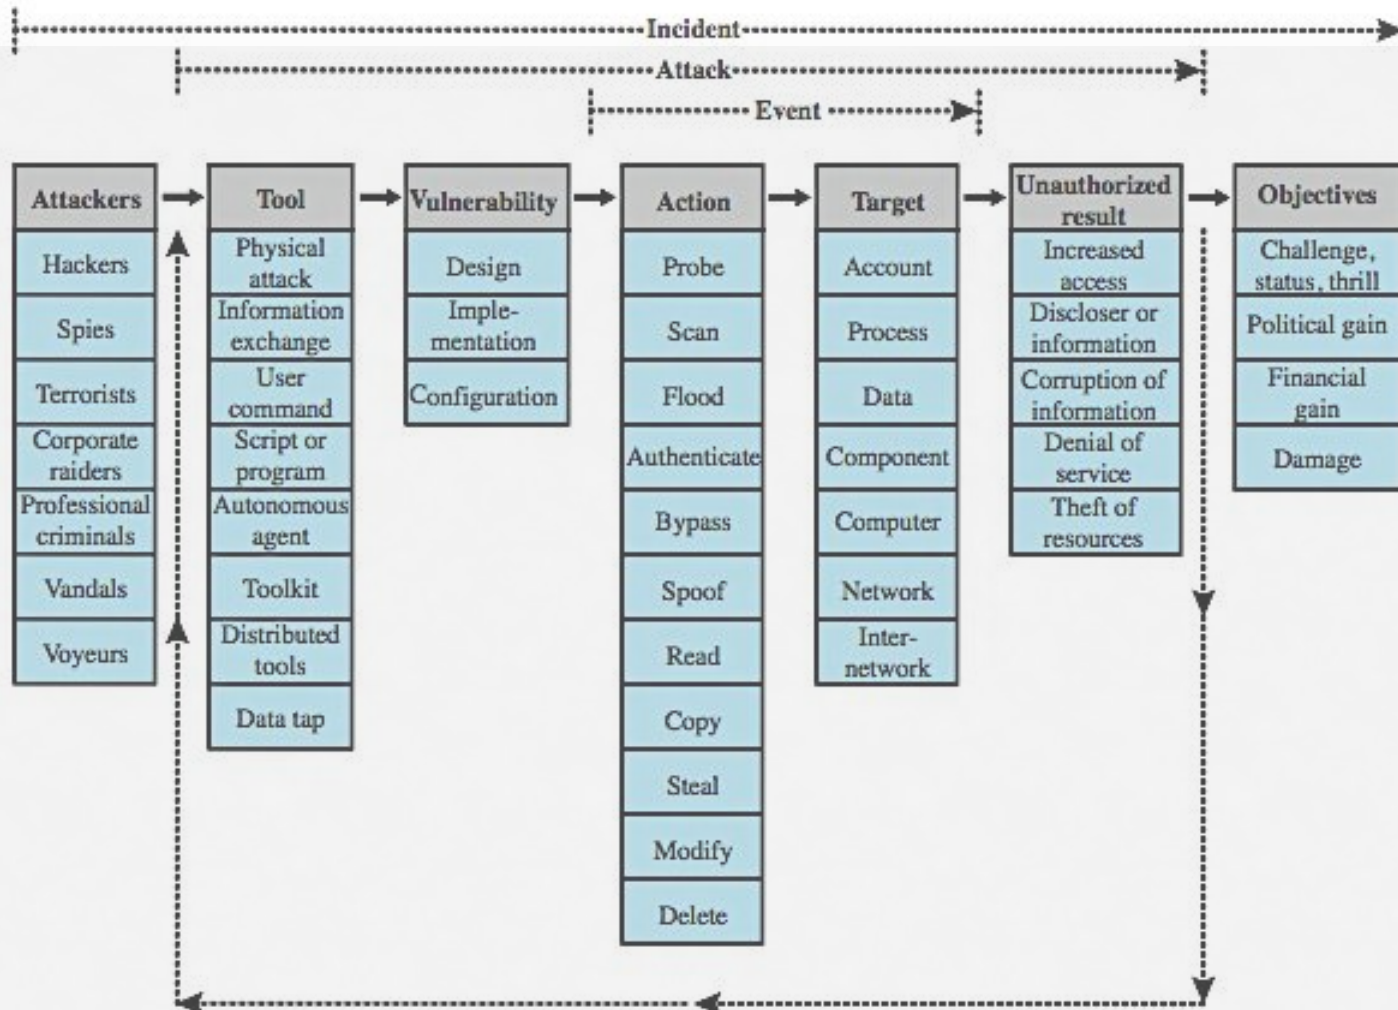 Incident
Attack
Event
Attackers
Hackers
Spies
Terrorists
Corporate
raiders
Professional
criminals
Vandals
Voyeurs
Tool
Physical
attack
Information
exchange
User
command
Script or
program
Autonomous
agent
Toolkit
Distributed
tools
Data tap
Vulnerability
Design
Imple-
mentation
Configuration
Action
Probe
Scan
Flood
Authenticate
Bypass
Spoof
Read
Copy
Steal
Modify
Delete
Target
Account
Process
Data
Component
Computer
Network
Inter-
network
Unauthorized
result
Increased
access
Discloser or
information
Corruption of
information
Denial of
service
Theft of
resources
Objectives
Challenge,
status, thrill
Political gain
Financial
gain
Damage